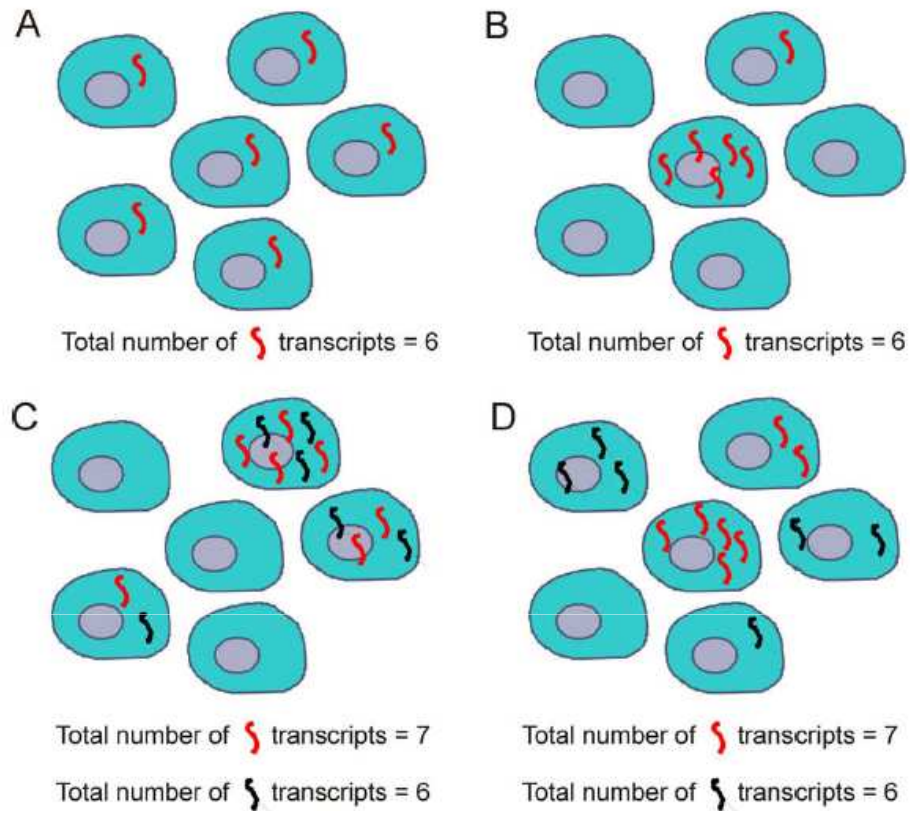 A
B
Total number of transcripts = 6
Total number of transcripts = 6
C
D
Total number of transcripts = 7
Total number of transcripts = 6
Total number of transcripts = 7
Total number of transcripts = 6